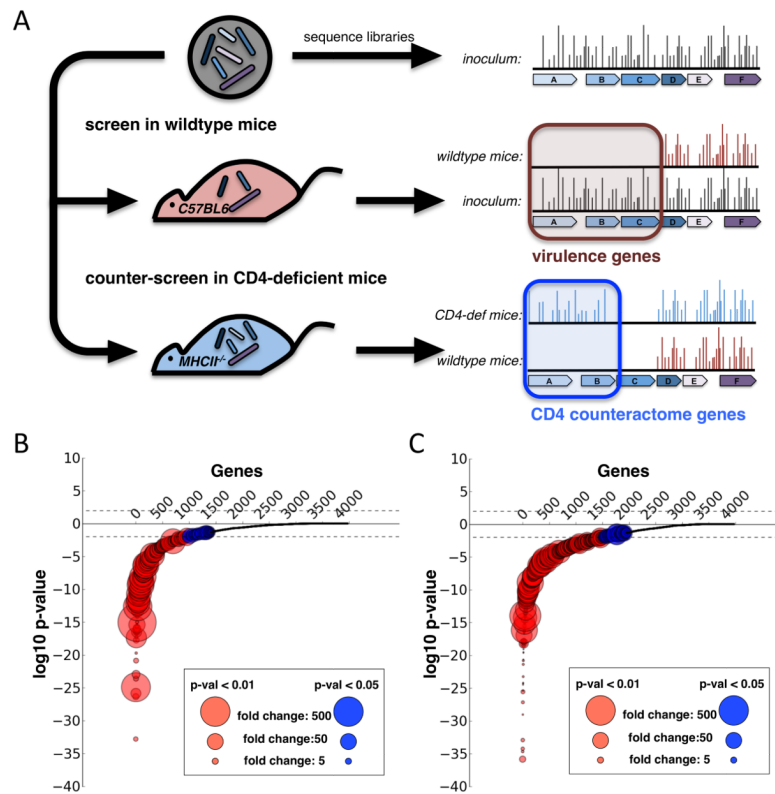 A
sequence libraries
inoculum:
A B C D E F
screen in wildtype mice
wildtype mice:
C57BL6
inoculum:
A B C D E F
virulence genes
counter-screen in CD4-deficient mice
CD4-def mice:
MHCII-/-
wildtype mice:
A B C D E F
CD4 counteractome genes
B
Genes
log10 p-value
10
5
0
−5
−10
−15
−20
−25
−30
−35
−40
0 500 1000 1500 2000 2500 3000 3500 4000
p-val < 0.01 p-val < 0.05
fold change: 500
fold change:50
fold change: 5
C
Genes
log10 p-value
10
5
0
−5
−10
−15
−20
−25
−30
−35
−40
0 500 1000 1500 2000 2500 3000 3500 4000
p-val < 0.01 p-val < 0.05
fold change: 500
fold change:50
fold change: 5